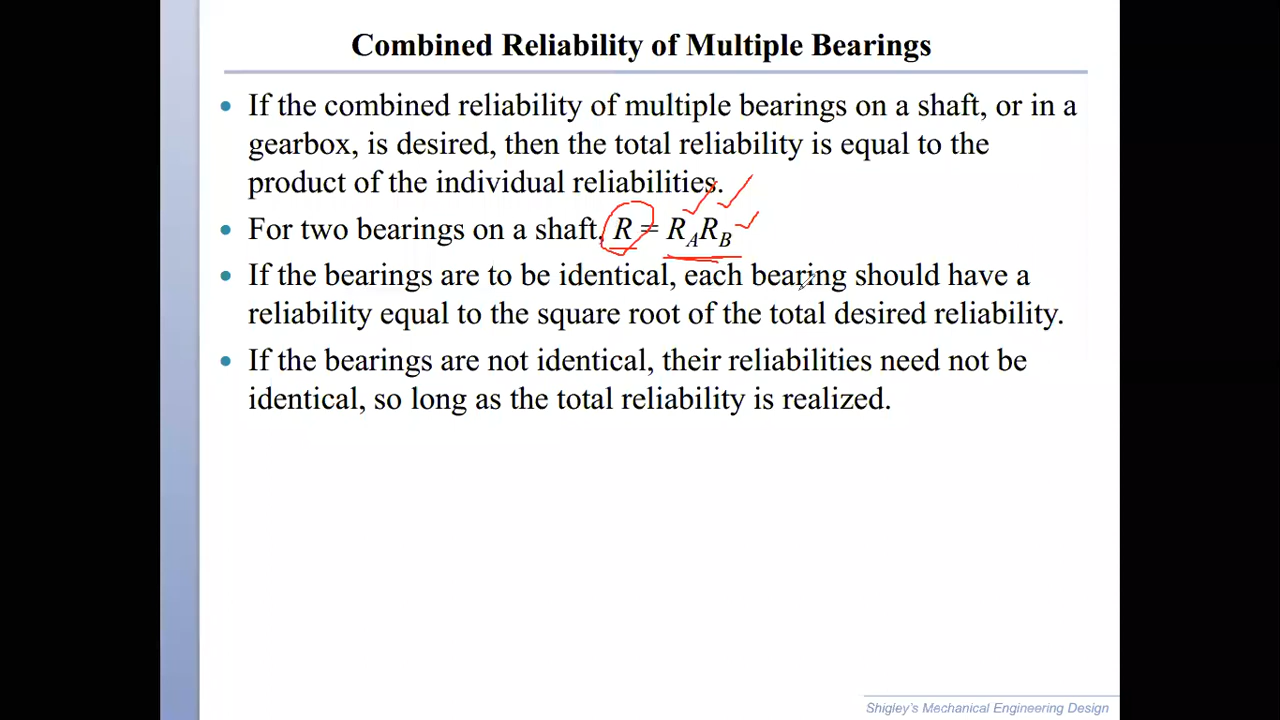 Combined Reliability of Multiple Bearings
• If the combined reliability of multiple bearings on a shaft, or in a
gearbox, is desired, then the total reliability is equal to the
product of the individual reliabilities.
• For two bearings on a shaft, R = R_A R_B
• If the bearings are to be identical, each bearing should have a
reliability equal to the square root of the total desired reliability.
• If the bearings are not identical, their reliabilities need not be
identical, so long as the total reliability is realized.
Shigley's Mechanical Engineering Design